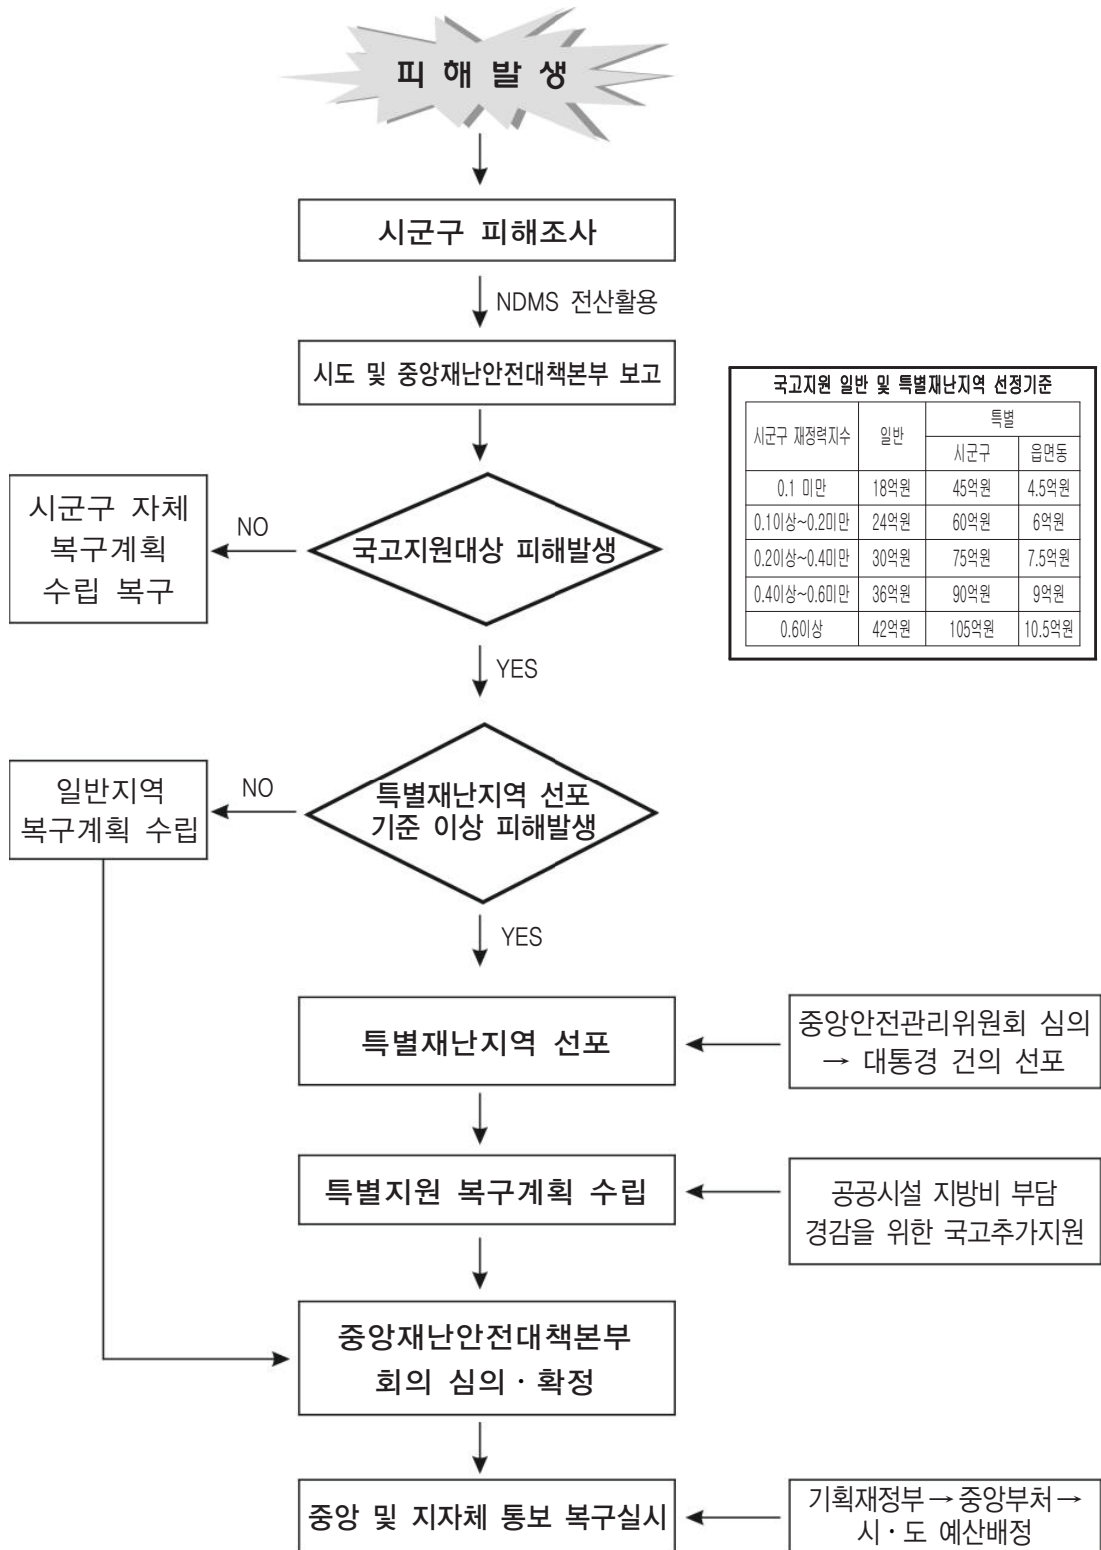 피 해 발 생
시군구 피해조사
NDMS 전산활용
시도 및 중앙재난안전대책본부 보고
국고지원 일반 및 특별재난지역 선정기준
시군구 재정력지수 일반 특별
시군구 읍면동
0.1 미만 18억원 45억원 4.5억원
0.1이상~0.2미만 24억원 60억원 6억원
0.2이상~0.4미만 30억원 75억원 7.5억원
0.4이상~0.6미만 36억원 90억원 9억원
0.6이상 42억원 105억원 10.5억원
시군구 자체
복구계획
수립 복구
NO
국고지원대상 피해발생
YES
일반지역
복구계획 수립
NO
특별재난지역 선포
기준 이상 피해발생
YES
특별재난지역 선포
중앙안전관리위원회 심의
→ 대통경 건의 선포
특별지원 복구계획 수립
공공시설 지방비 부담
경감을 위한 국고추가지원
중앙재난안전대책본부
회의 심의·확정
중앙 및 지자체 통보 복구실시
기획재정부→중앙부처→
시·도 예산배정